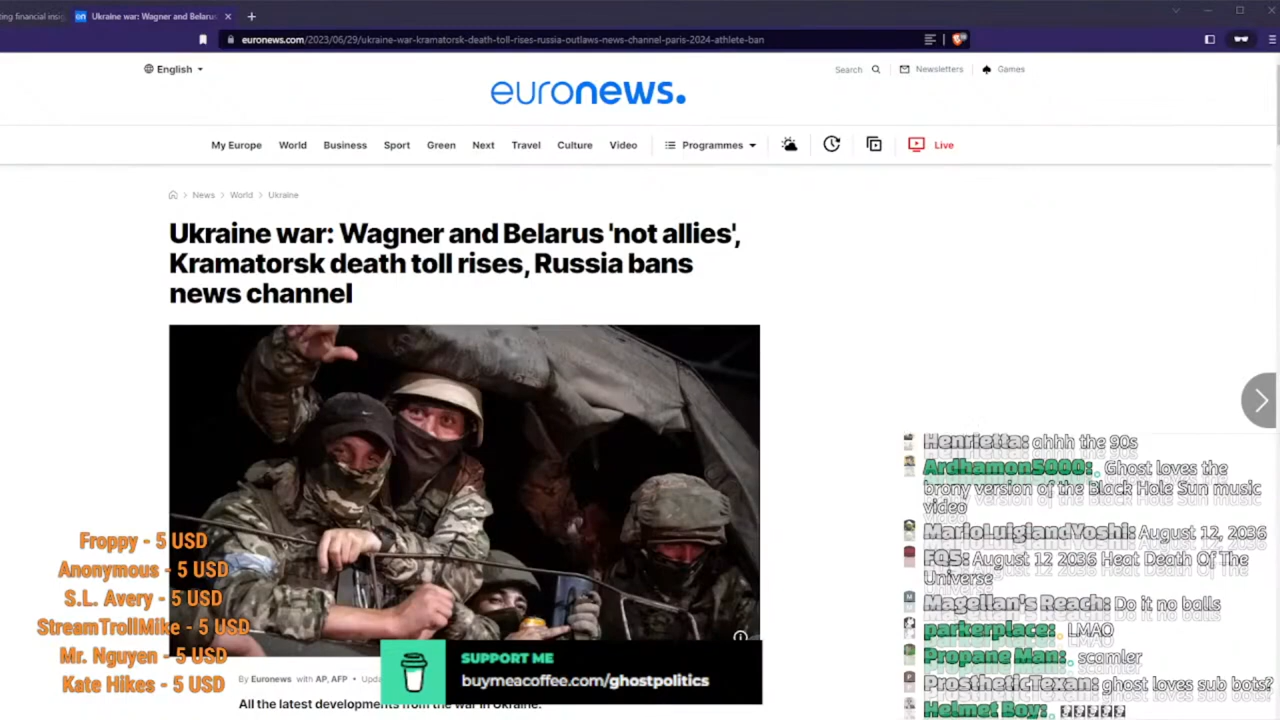 ting financial insig
Ukraine war: Wagner and Belarus
euronews.com/2023/06/29/ukraine-war-kramatorsk-death-toll-rises-russia-outlaws-news-channel-paris-2024-athlete-ban
English
euronews.
Search
Newsletters
Games
My Europe World Business Sport Green Next Travel Culture Video Programmes Live
News > World > Ukraine
Ukraine war: Wagner and Belarus 'not allies',
Kramatorsk death toll rises, Russia bans
news channel
Froppy - 5 USD
Anonymous - 5 USD
S.L. Avery - 5 USD
StreamTrollMike - 5 USD
Mr. Nguyen - 5 USD
Kate Hikes - 5 USD
SUPPORT ME
buymeacoffee.com/ghostpolitics
By Euronews with AP, AFP • Upda
All the latest developments from the war in Ukraine.
Henrietta: ahhh the 90s
Ardhamon5000: Ghost loves the
brony version of the Black Hole Sun music
video
MarioLuigiandYoshi: August 12, 2036
FQ5: August 12 2036 Heat Death Of The
Universe
Magellan's Reach: Do it no balls
parkerplace: LMAO
Propane Man: scamler
ProstheticTexan: ghost loves sub bots?
Helmet Boy: